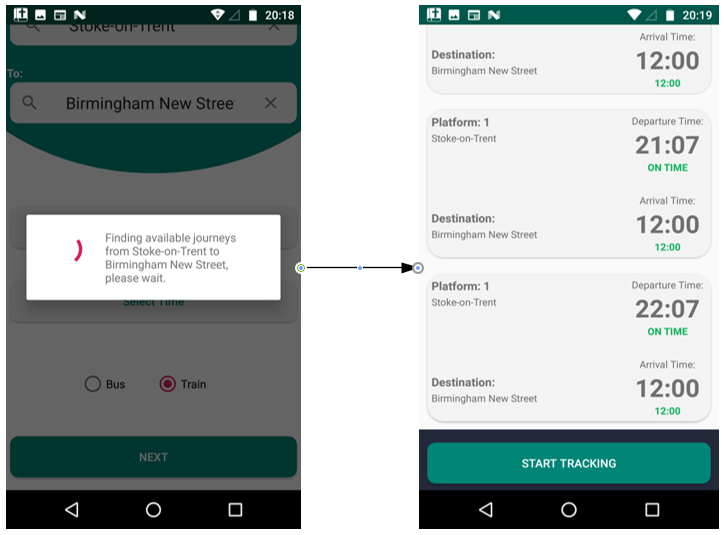 20:18
Stoke-on-Trent
To:
Birmingham New Stree
Finding available journeys
from Stoke-on-Trent to
Birmingham New Street,
please wait.
Select Time
Bus
Train
NEXT
20:19
Arrival Time:
Destination:
12:00
Birmingham New Street
12:00
Platform: 1
Departure Time:
Stoke-on-Trent
21:07
ON TIME
Arrival Time:
Destination:
12:00
Birmingham New Street
12:00
Platform: 1
Departure Time:
Stoke-on-Trent
22:07
ON TIME
Arrival Time:
Destination:
12:00
Birmingham New Street
12:00
START TRACKING